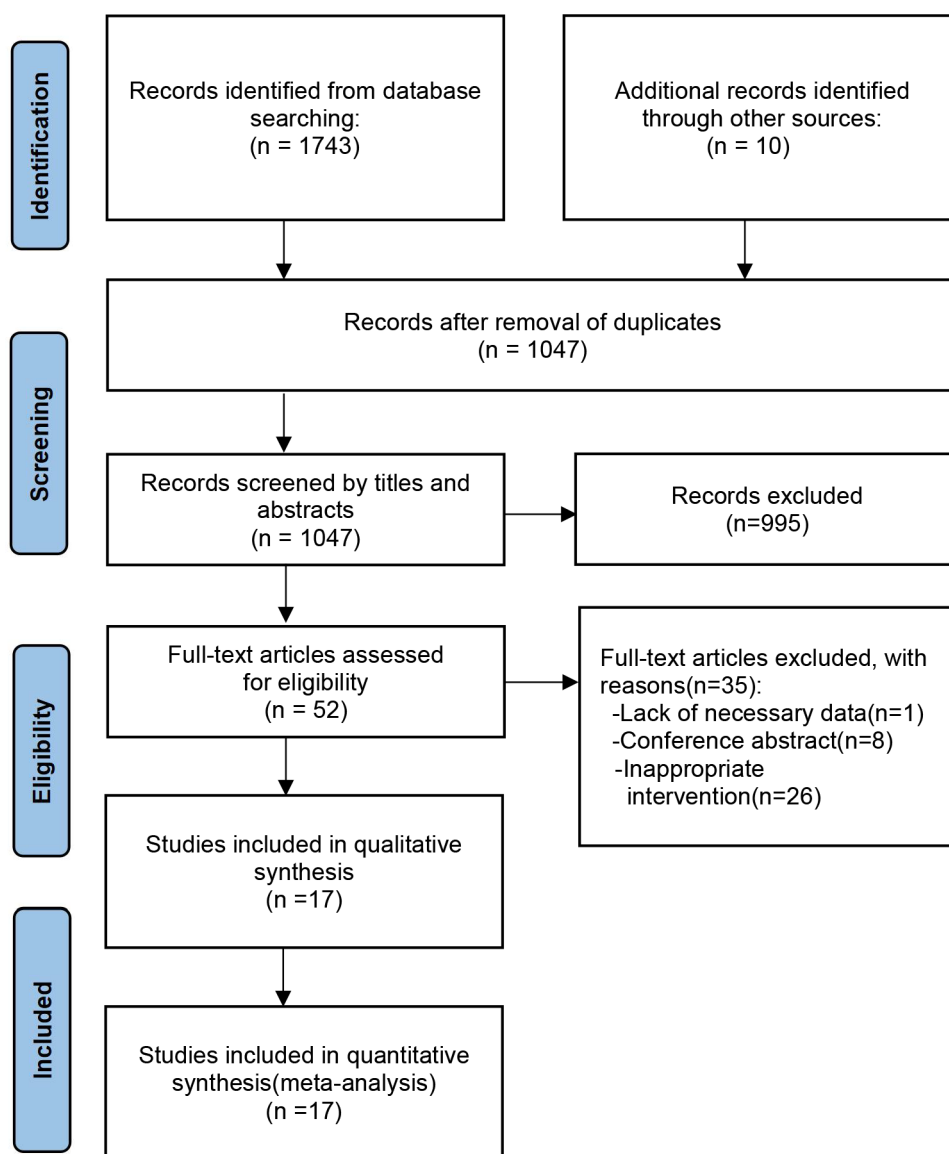 Identification
Records identified from database
searching:
(n = 1743)
Additional records identified
through other sources:
(n = 10)
Records after removal of duplicates
(n = 1047)
Screening
Records screened by titles and
abstracts
(n = 1047)
Records excluded
(n=995)
Eligibility
Full-text articles assessed
for eligibility
(n = 52)
Full-text articles excluded, with
reasons(n=35):
-Lack of necessary data(n=1)
-Conference abstract(n=8)
-Inappropriate
intervention(n=26)
Studies included in qualitative
synthesis
(n =17)
Included
Studies included in quantitative
synthesis(meta-analysis)
(n =17)